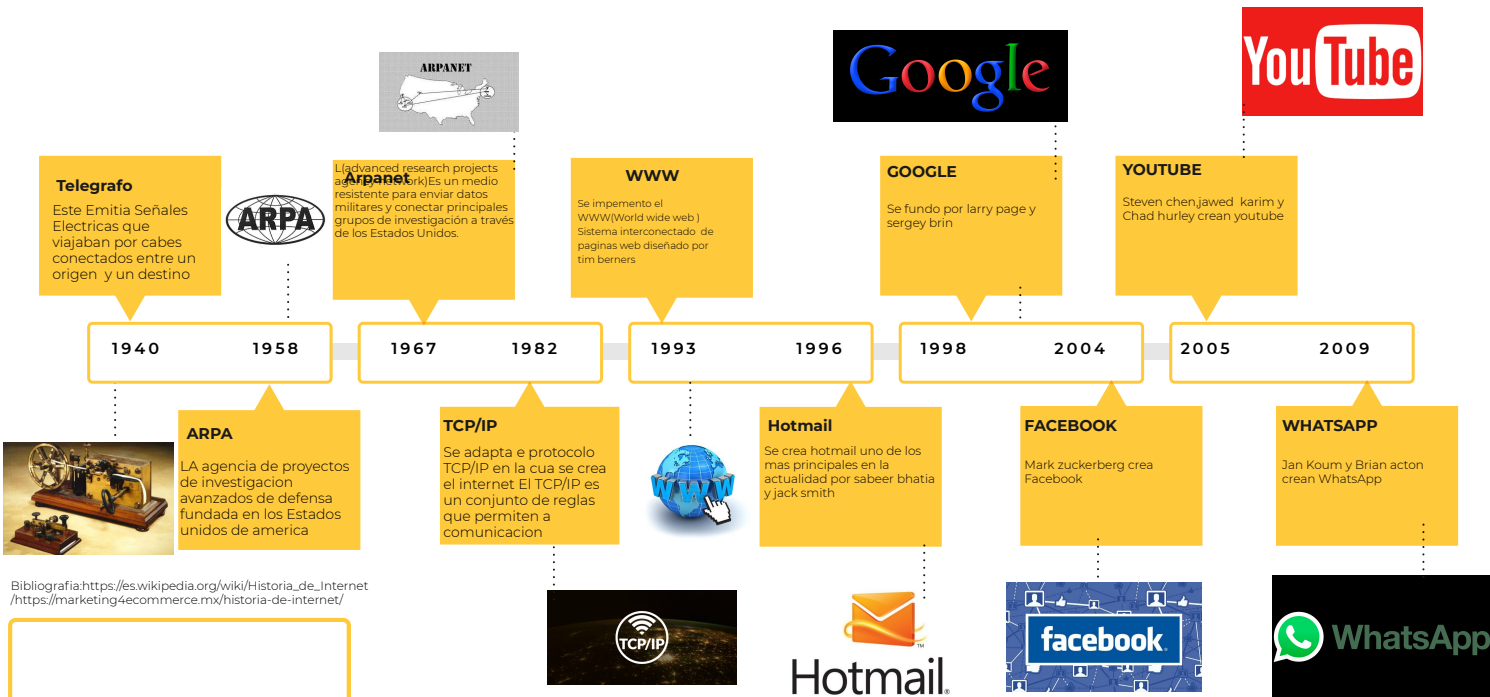 ARPANET
Google
You Tube
Telegrafo
Este Emitia Señales
Electricas que
viajaban por cabes
conectados entre un
origen y un destino
ARPA
Arpanet
L(advanced research projects
agency network)Es un medio
resistente para enviar datos
militares y conectar principales
grupos de investigación a través
de los Estados Unidos.
WWW
Se impemento el
WWW(World wide web )
Sistema interconectado de
paginas web diseñado por
tim berners
GOOGLE
Se fundo por larry page y
sergey brin
YOUTUBE
Steven chen,jawed karim y
Chad hurley crean youtube
1940
1958
1967
1982
1993
1996
1998
2004
2005
2009
ARPA
LA agencia de proyectos
de investigacion
avanzados de defensa
fundada en los Estados
unidos de america
TCP/IP
Se adapta e protocolo
TCP/IP en la cua se crea
el internet El TCP/IP es
un conjunto de reglas
que permiten a
comunicacion
WWW
Hotmail
Se crea hotmail uno de los
mas principales en la
actualidad por sabeer bhatia
y jack smith
FACEBOOK
Mark zuckerberg crea
Facebook
WHATSAPP
Jan Koum y Brian acton
crean WhatsApp
Bibliografia:https://es.wikipedia.org/wiki/Historia_de_Internet
/https://marketing4ecommerce.mx/historia-de-internet/
TCP/IP
Hotmail.
facebook.
WhatsApp